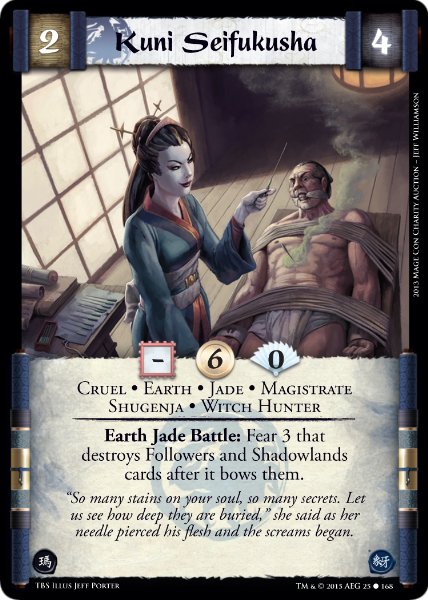 2 Kuni Seifukusha 4
2013 Mage Con Charity Auction – Jeff Williamson
- 6 0
Cruel • Earth • Jade • Magistrate
Shugenja • Witch Hunter
Earth Jade Battle: Fear 3 that
destroys Followers and Shadowlands
cards after it bows them.
“So many stains on your soul, so many secrets. Let
us see how deep they are buried,” she said as her
needle pierced his flesh and the screams began.
TBS Illus Jeff Porter
TM & © 2015 AEG 25 • 168